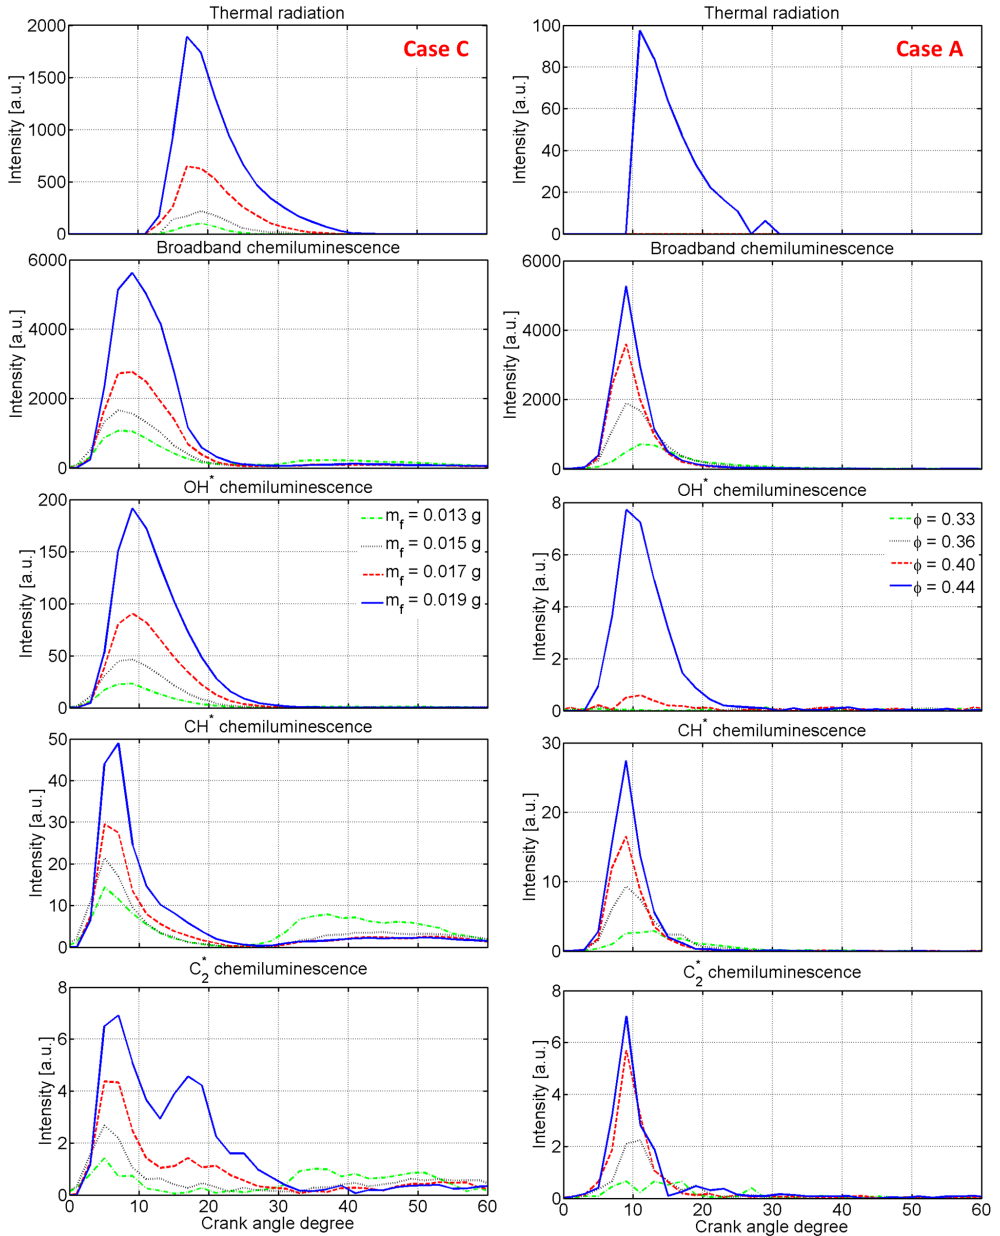 Thermal radiation
Case C
Intensity [a.u.]
2000
1500
1000
500
0
Broadband chemiluminescence
Intensity [a.u.]
6000
4000
2000
0
OH* chemiluminescence
Intensity [a.u.]
200
150
100
50
0
m_f = 0.013 g
m_f = 0.015 g
m_f = 0.017 g
m_f = 0.019 g
CH* chemiluminescence
Intensity [a.u.]
50
40
30
20
10
0
C_2^* chemiluminescence
Intensity [a.u.]
8
6
4
2
0
0 10 20 30 40 50 60
Crank angle degree
Thermal radiation
Case A
Intensity [a.u.]
100
80
60
40
20
0
Broadband chemiluminescence
Intensity [a.u.]
6000
4000
2000
0
OH* chemiluminescence
Intensity [a.u.]
8
6
4
2
0
ϕ = 0.33
ϕ = 0.36
ϕ = 0.40
ϕ = 0.44
CH* chemiluminescence
Intensity [a.u.]
30
20
10
0
C_2^* chemiluminescence
Intensity [a.u.]
8
6
4
2
0
0 10 20 30 40 50 60
Crank angle degree